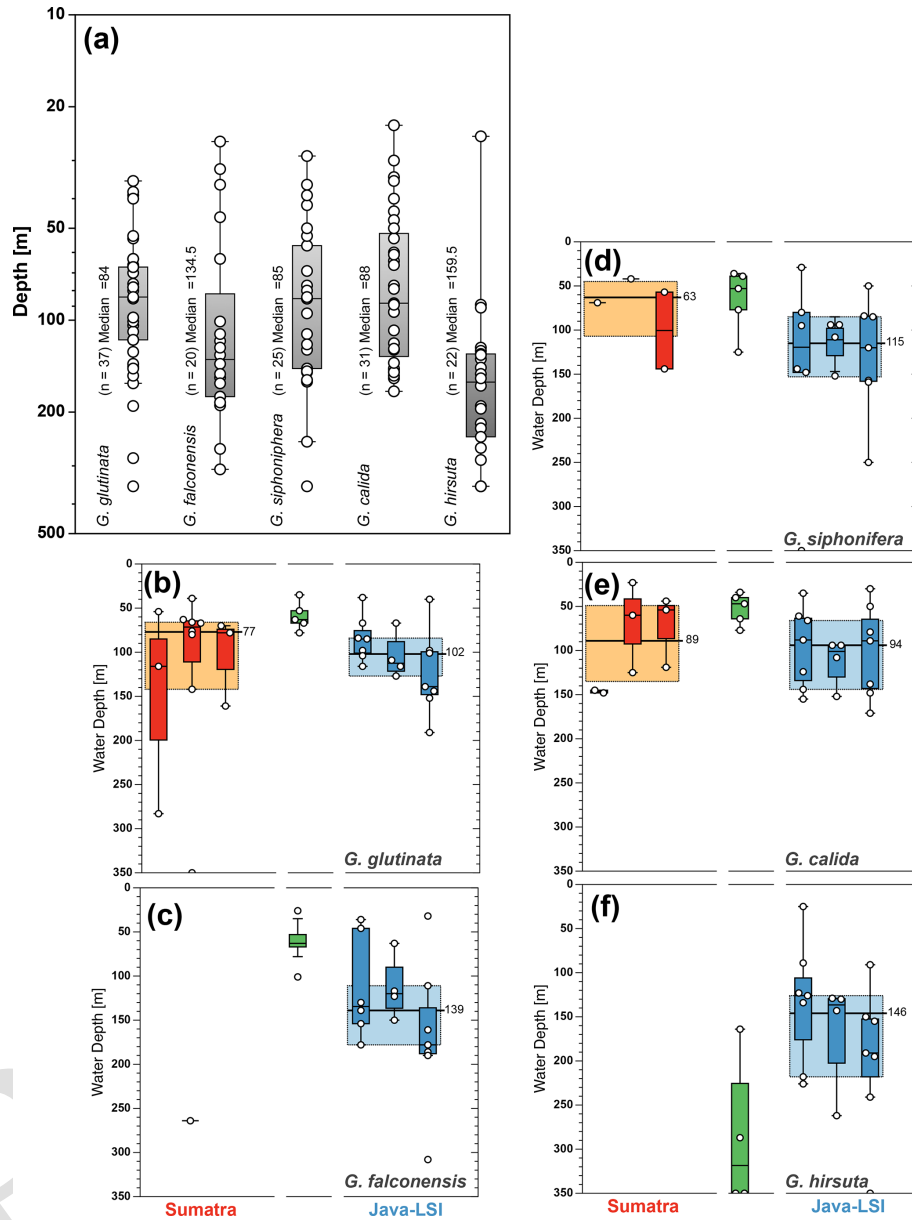 (a)
10
20
50
100
200
500
Depth [m]
(n = 37) Median =84
(n = 20) Median =134.5
(n = 25) Median =85
(n = 31) Median =88
(n = 22) Median =159.5
G. glutinata
G. falconensis
G. siphoniphera
G. calida
G. hirsuta
(d)
0
50
100
150
200
250
300
350
Water Depth [m]
63
115
G. siphonifera
(b)
0
50
100
150
200
250
300
350
Water Depth [m]
77
102
G. glutinata
(e)
0
50
100
150
200
250
300
350
Water Depth [m]
89
94
G. calida
(c)
0
50
100
150
200
250
300
350
Water Depth [m]
139
G. falconensis
Sumatra
Java-LSI
(f)
0
50
100
150
200
250
300
350
Water Depth [m]
146
G. hirsuta
Sumatra
Java-LSI